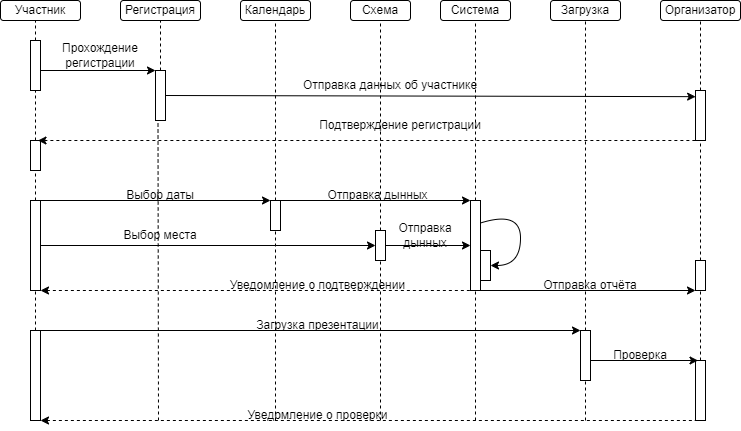 Участник
Регистрация
Календарь
Схема
Система
Загрузка
Организатор
Прохождение
регистрации
Отправка данных об участнике
Подтверждение регистрации
Выбор даты
Отправка дынных
Выбор места
Отправка
дынных
Уведомление о подтверждении
Отправка отчёта
Загрузка презентации
Проверка
Уведомление о проверки